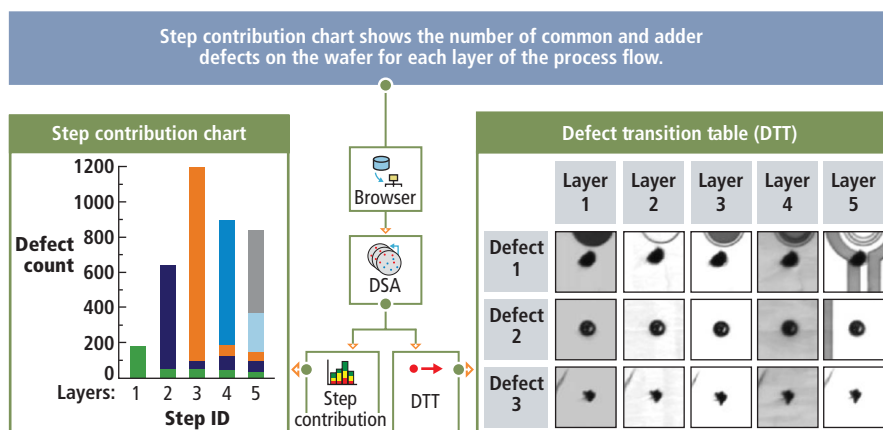 Step contribution chart shows the number of common and adder
defects on the wafer for each layer of the process flow.
Step contribution chart
1200
1000
800
600
400
200
0
Defect
count
Layers: 1 2 3 4 5
Step ID
Browser
DSA
Step
contribution
DTT
Defect transition table (DTT)
Layer
1
Layer
2
Layer
3
Layer
4
Layer
5
Defect
1
Defect
2
Defect
3